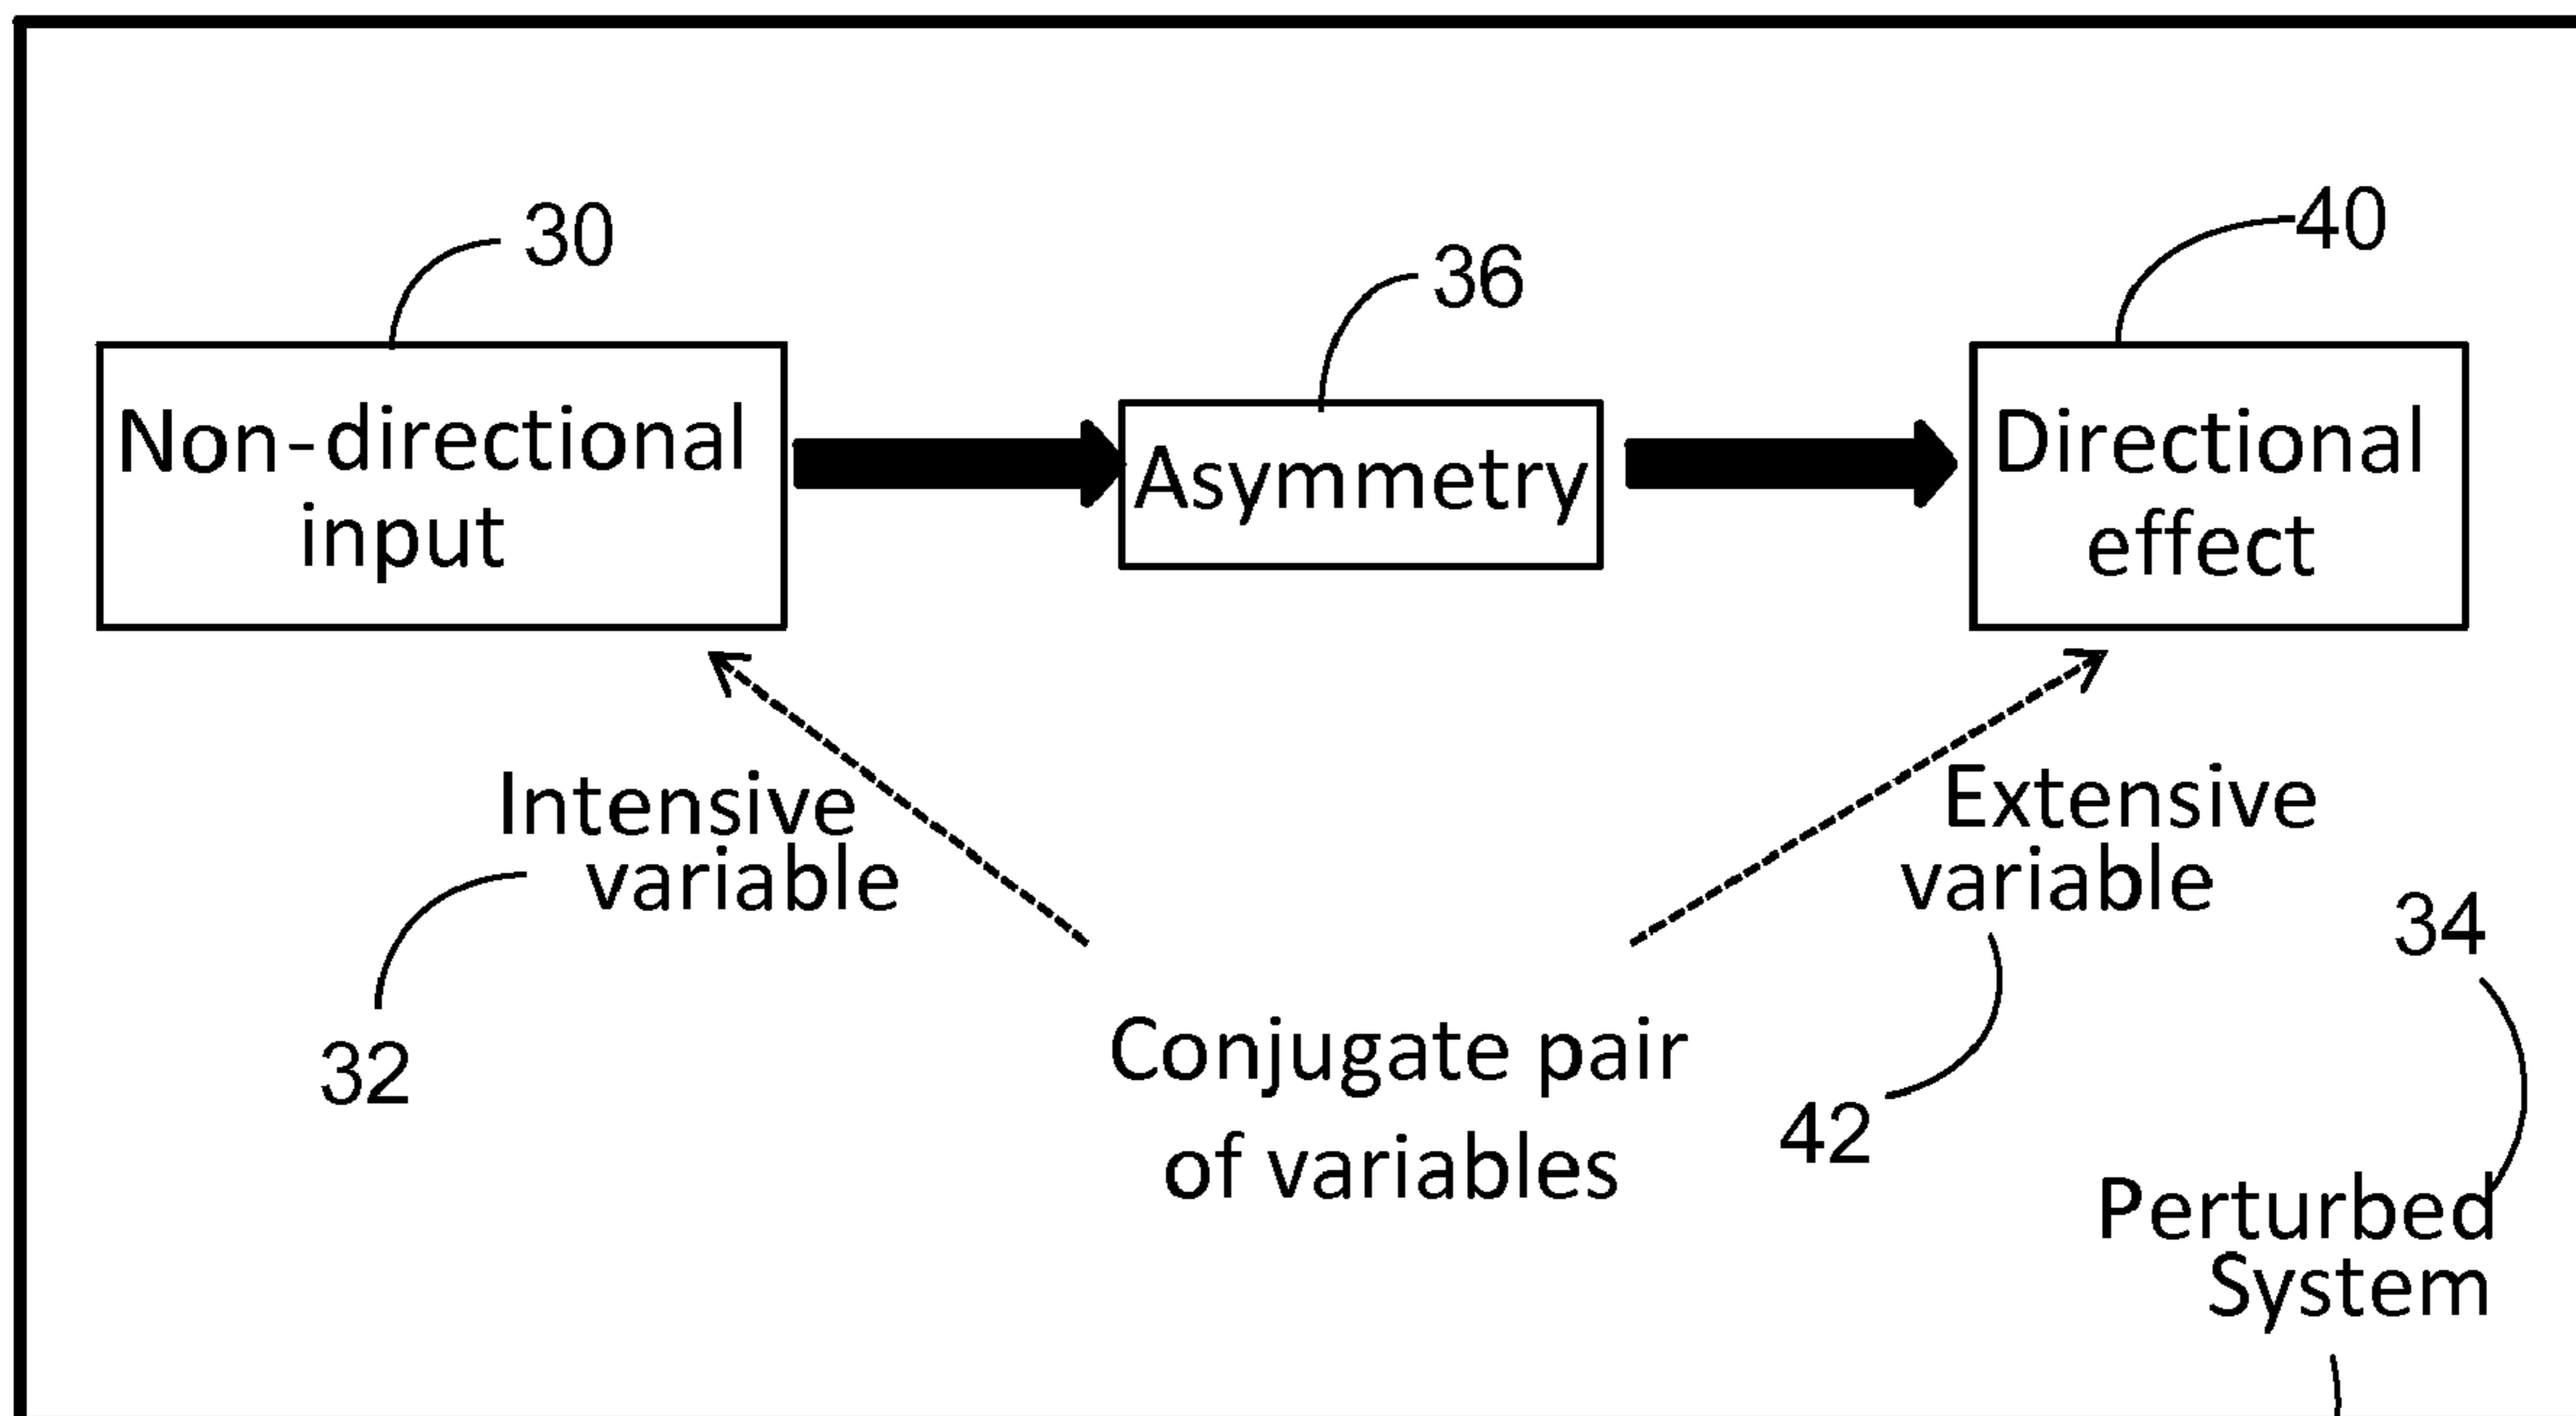 30
36
40
Non-directional
input
Asymmetry
Directional
effect
Intensive
variable
32
Extensive
variable
42
34
Conjugate pair
of variables
Perturbed
System